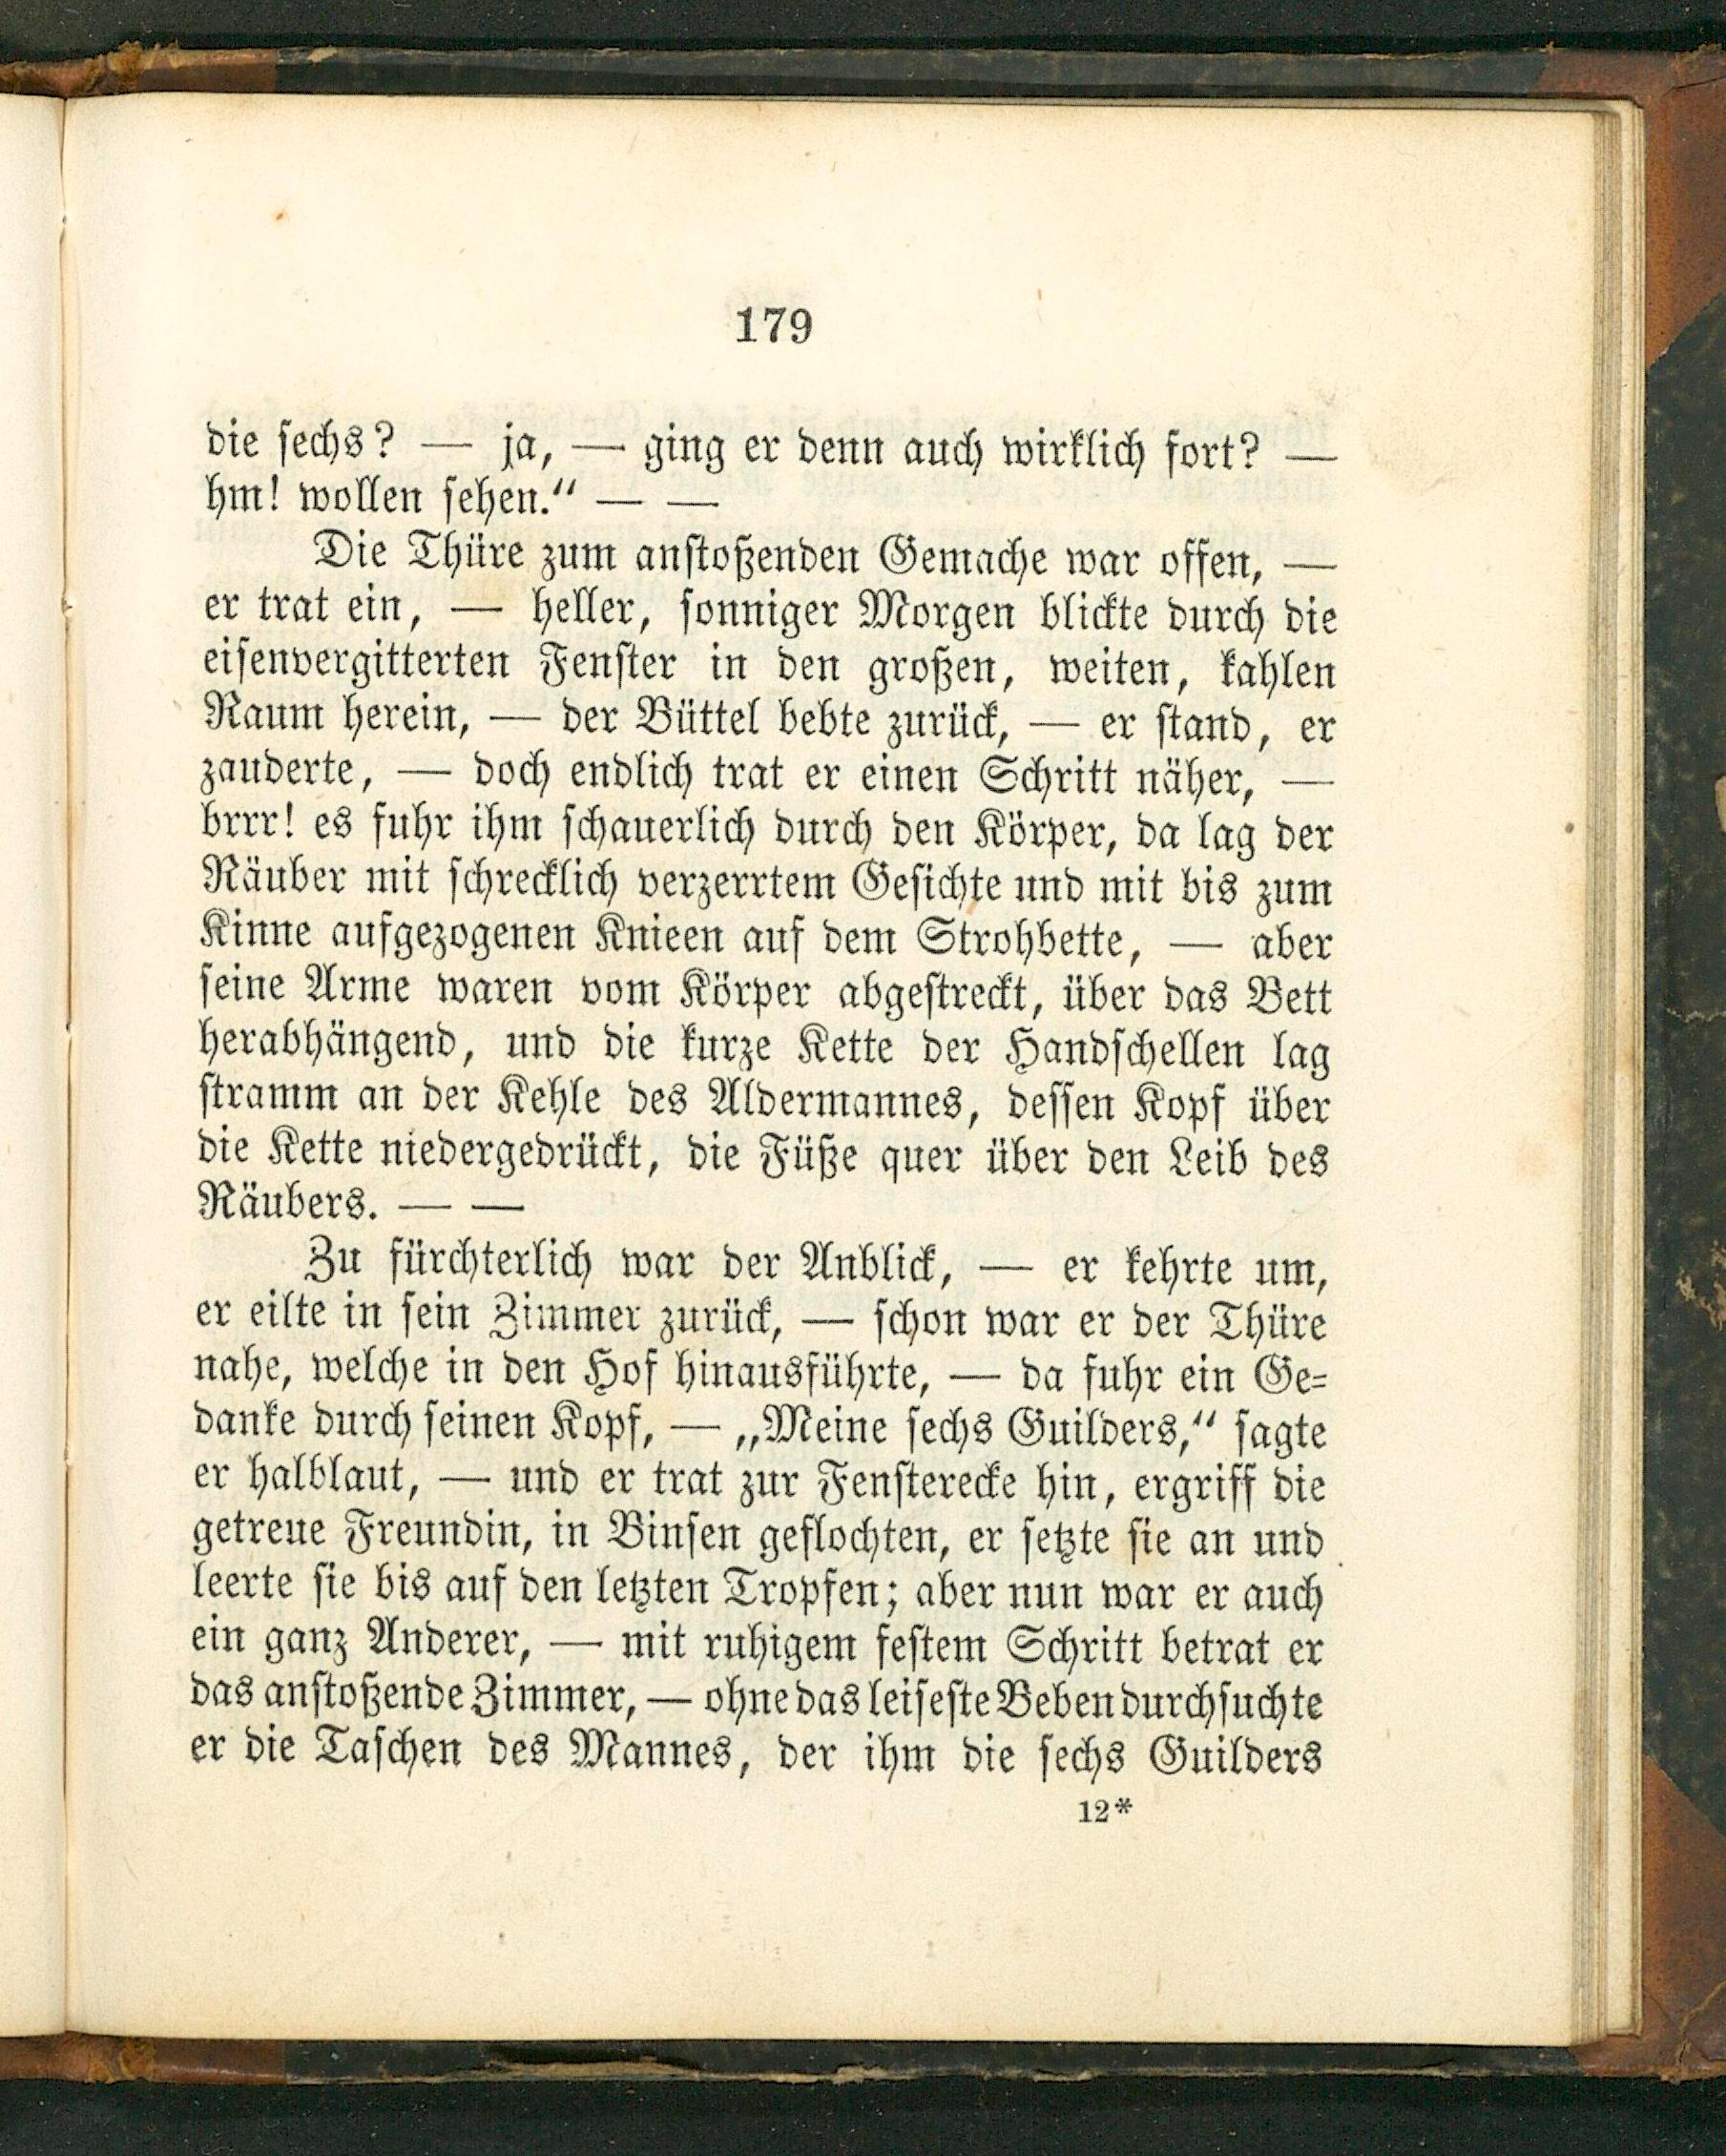 179
die sechs? — ja, — ging er denn auch wirklich fort? —
hm! wollen sehen.“ — —
Die Thüre zum anstoßenden Gemache war offen, —
er trat ein, — heller, sonniger Morgen blickte durch die
eisenvergitterten Fenster in den großen, weiten, kahlen
Raum herein, — der Büttel bebte zurück, — er stand, er
zauderte, — doch endlich trat er einen Schritt näher, —
brrr! es fuhr ihm schauerlich durch den Körper, da lag der
Räuber mit schrecklich verzerrtem Gesichte und mit bis zum
Kinne aufgezogenen Knieen auf dem Strohbette, — aber
seine Arme waren vom Körper abgestreckt, über das Bett
herabhängend, und die kurze Kette der Handschellen lag
stramm an der Kehle des Aldermannes, dessen Kopf über
die Kette niedergedrückt, die Füße quer über den Leib des
Räubers. — —
Zu fürchterlich war der Anblick, — er kehrte um,
er eilte in sein Zimmer zurück, — schon war er der Thüre
nahe, welche in den Hof hinausführte, — da fuhr ein Ge-
danke durch seinen Kopf, — „Meine sechs Guilders,“ sagte
er halblaut, — und er trat zur Fensterecke hin, ergriff die
getreue Freundin, in Binsen geflochten, er setzte sie an und
leerte sie bis auf den letzten Tropfen; aber nun war er auch
ein ganz Anderer, — mit ruhigem festem Schritt betrat er
das anstoßende Zimmer, — ohne das leiseste Beben durchsuchte
er die Taschen des Mannes, der ihm die sechs Guilders
12*